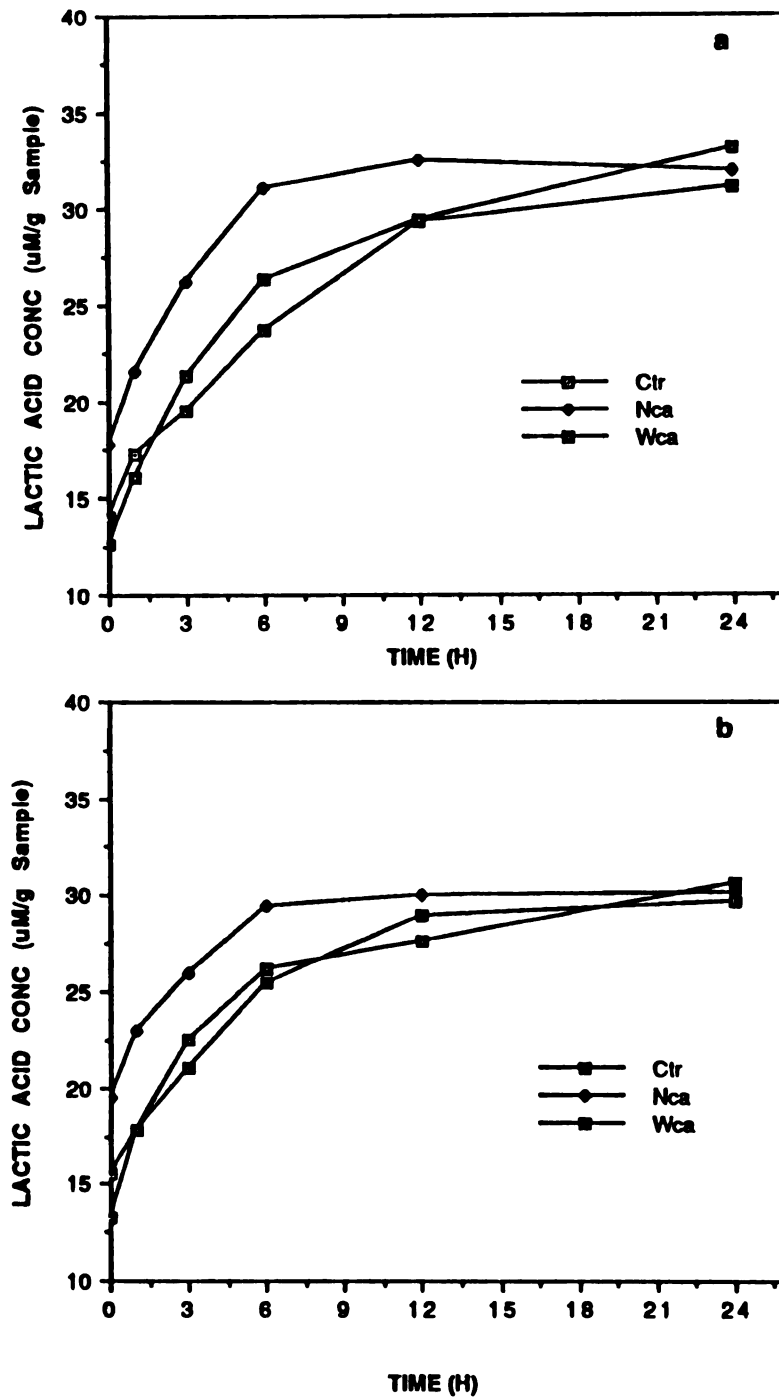 a
LACTIC ACID CONC (uM/g Sample)
40
35
30
25
20
15
10
Ctr
Nca
Wca
0 3 6 9 12 15 18 21 24
TIME (H)
b
LACTIC ACID CONC (uM/g Sample)
40
35
30
25
20
15
10
Ctr
Nca
Wca
0 3 6 9 12 15 18 21 24
TIME (H)